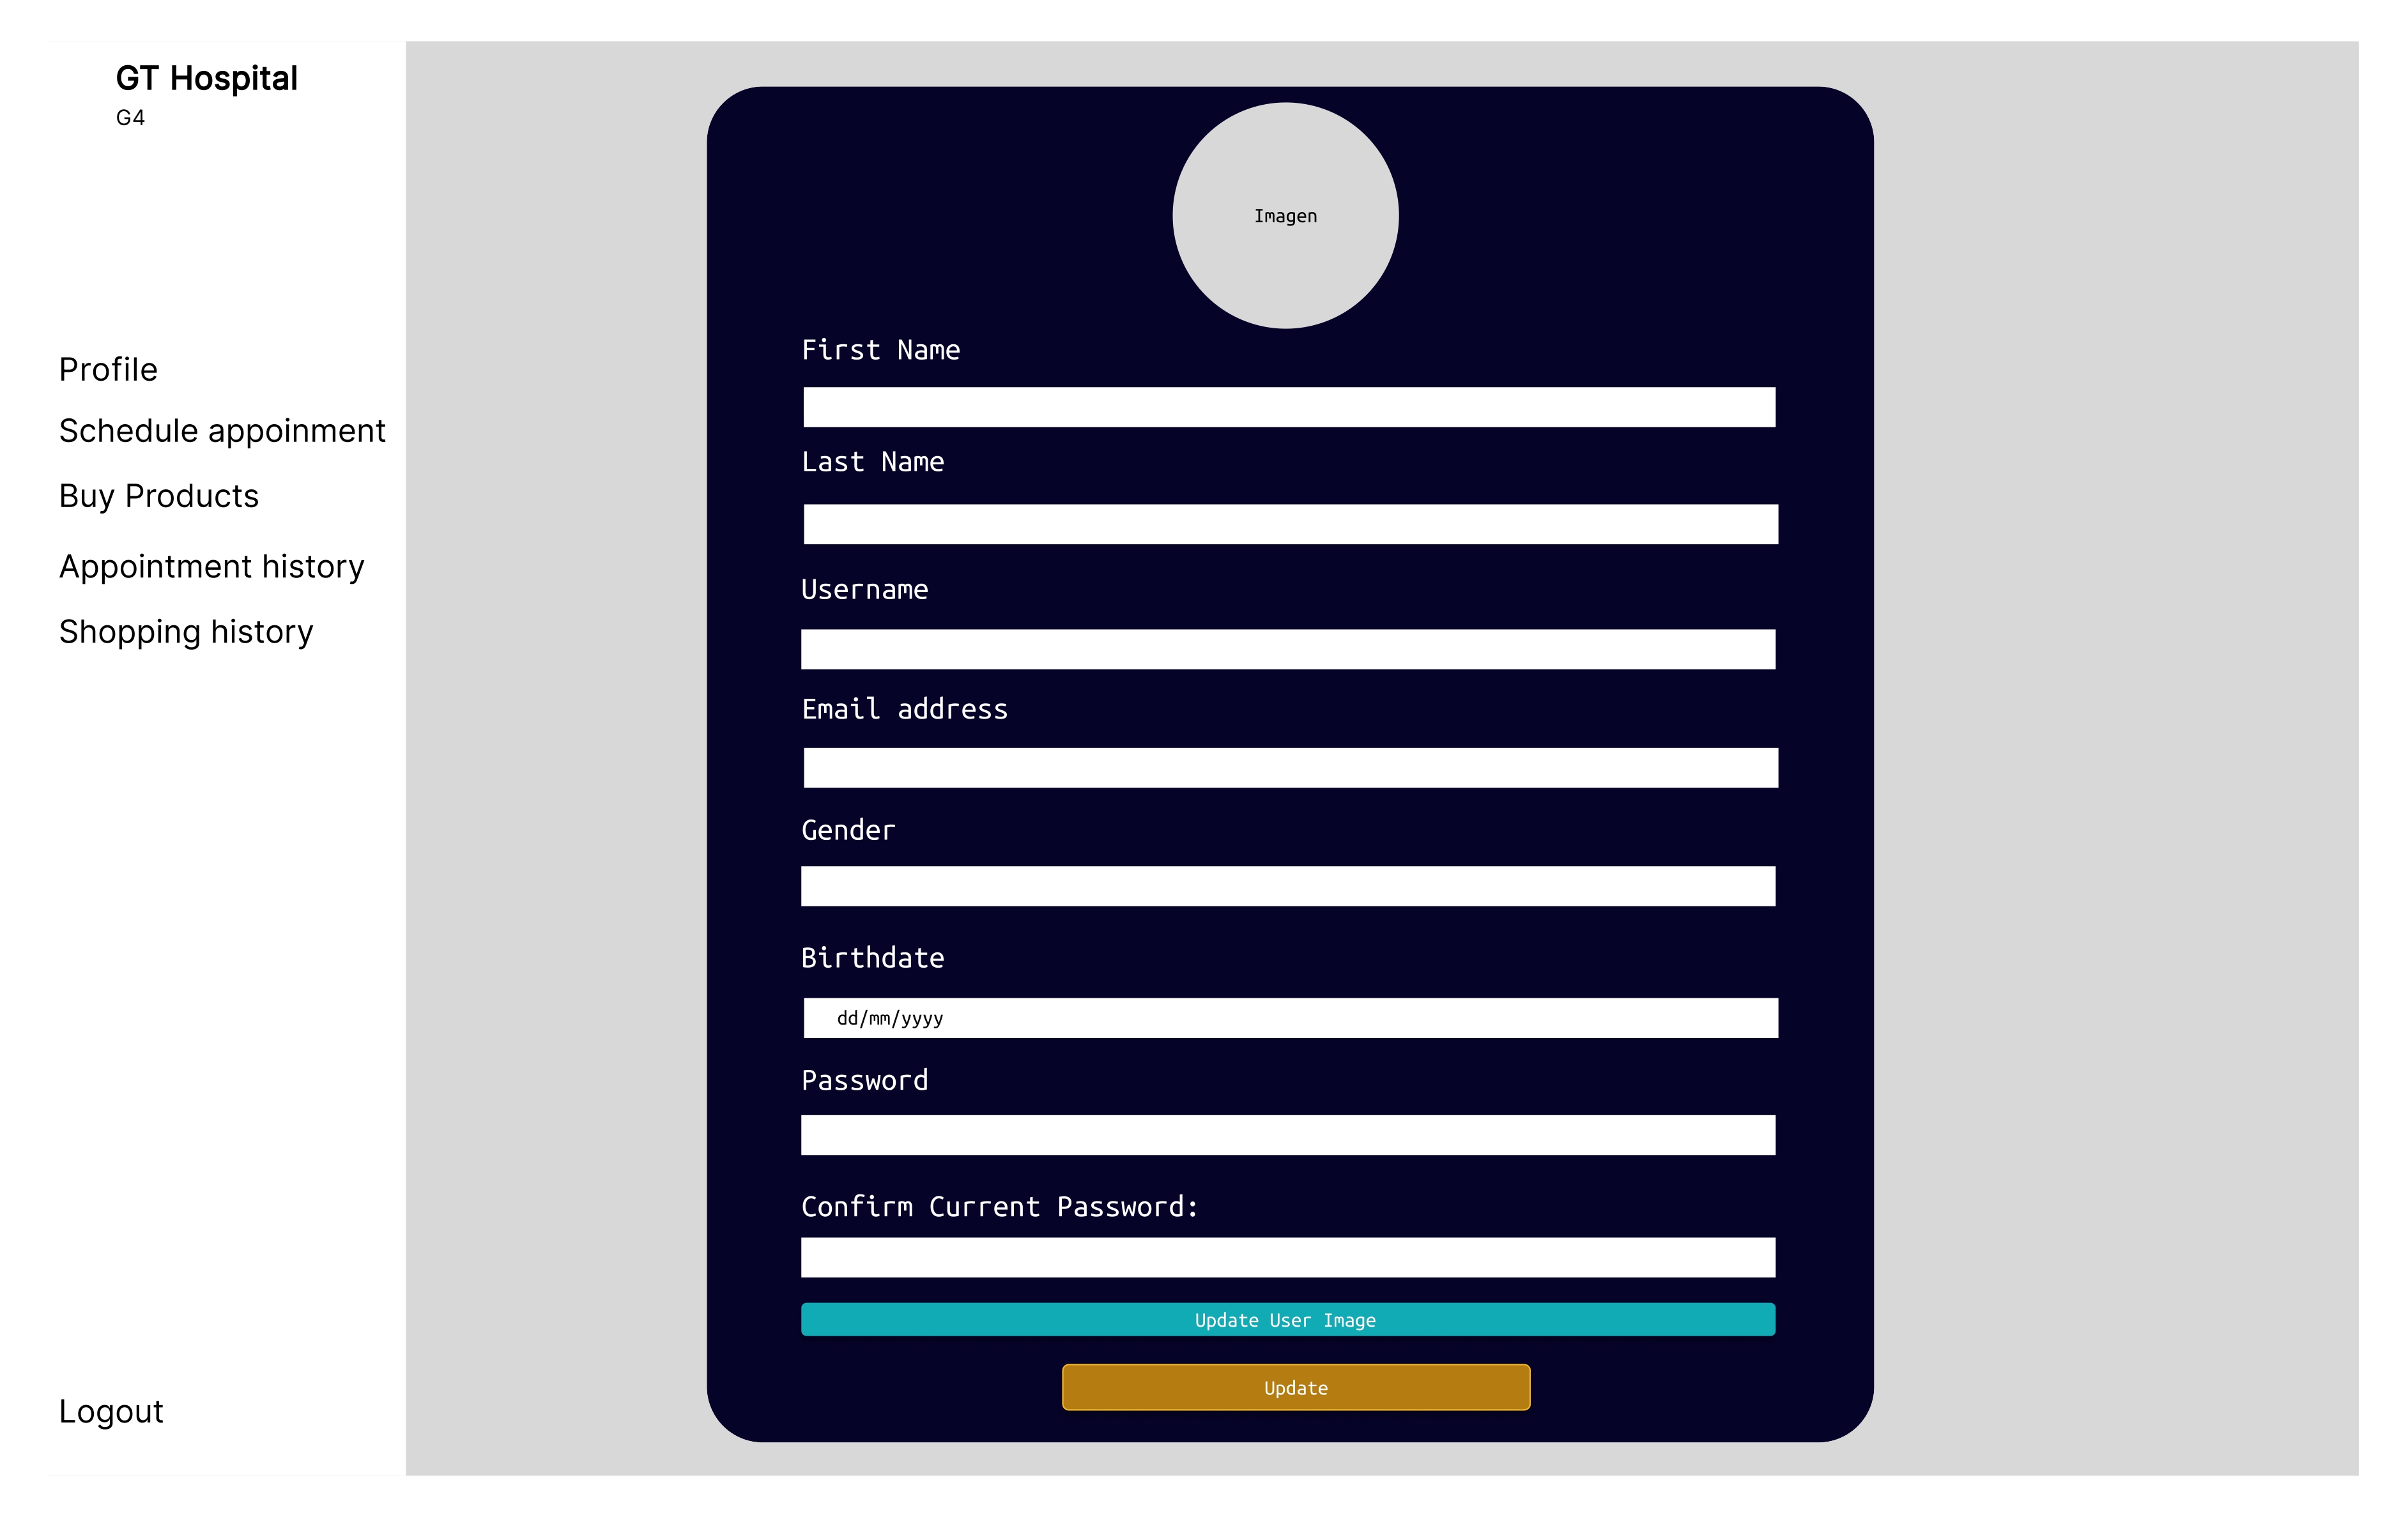 GT Hospital
G4
Profile
Schedule appoinment
Buy Products
Appointment history
Shopping history
Logout
Imagen
First Name
Last Name
Username
Email address
Gender
Birthdate
dd/mm/yyyy
Password
Confirm Current Password:
Update User Image
Update